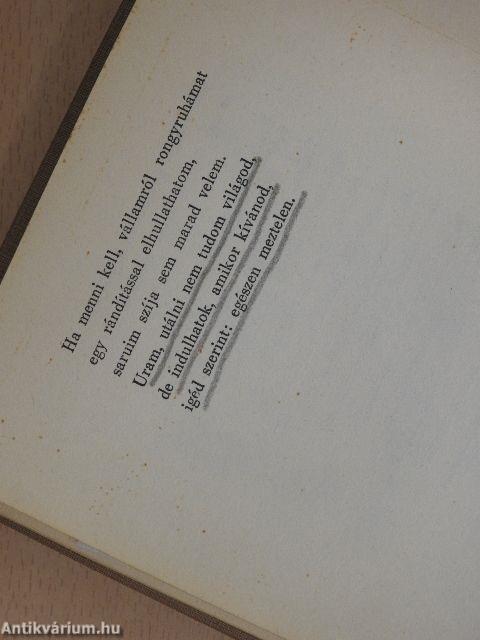 Ha menni kell, vállamról rongyruhámat
egy rándítással elhullathatom,
saruim szíja sem marad velem.
Uram, utálni nem tudom világod,
de indulhatok, amikor kívánod,
igéd szerint: egészen meztelen.
Antikvárium.hu